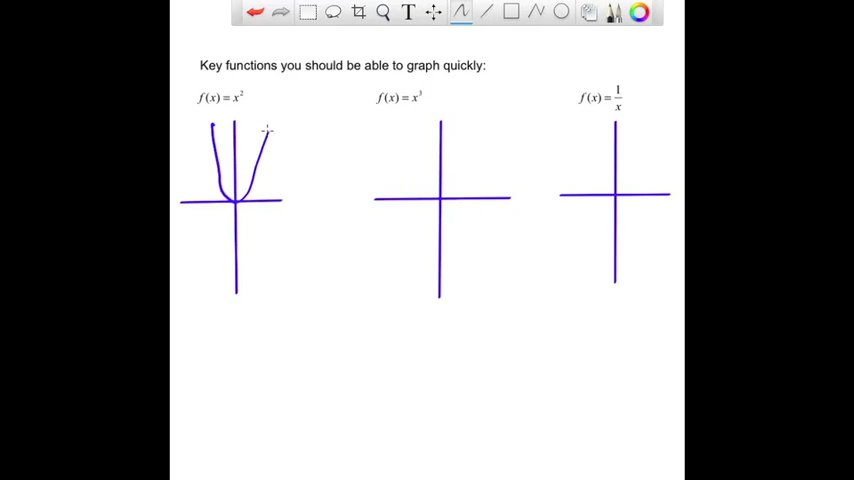 Key functions you should be able to graph quickly:
f(x) = x² f(x) = x³ f(x) = 1/x